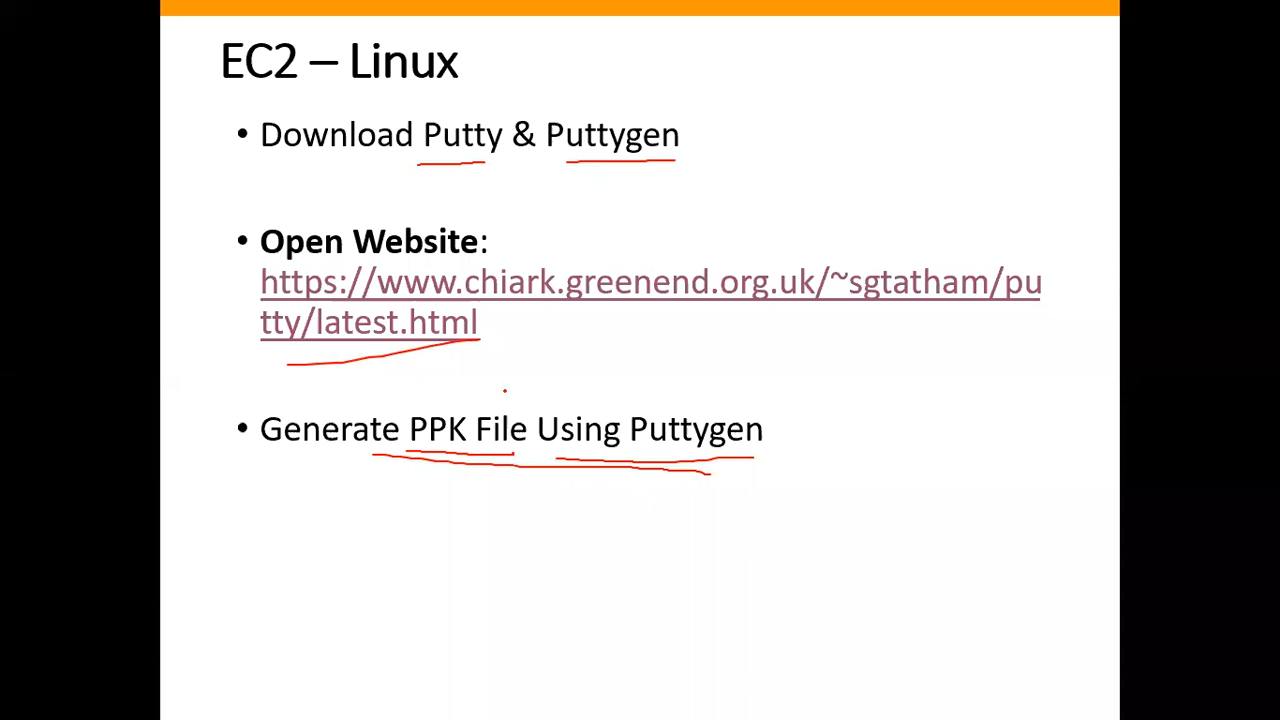 EC2 – Linux
• Download Putty & Puttygen
• Open Website:
https://www.chiark.greenend.org.uk/~sgtatham/pu
tty/latest.html
• Generate PPK File Using Puttygen